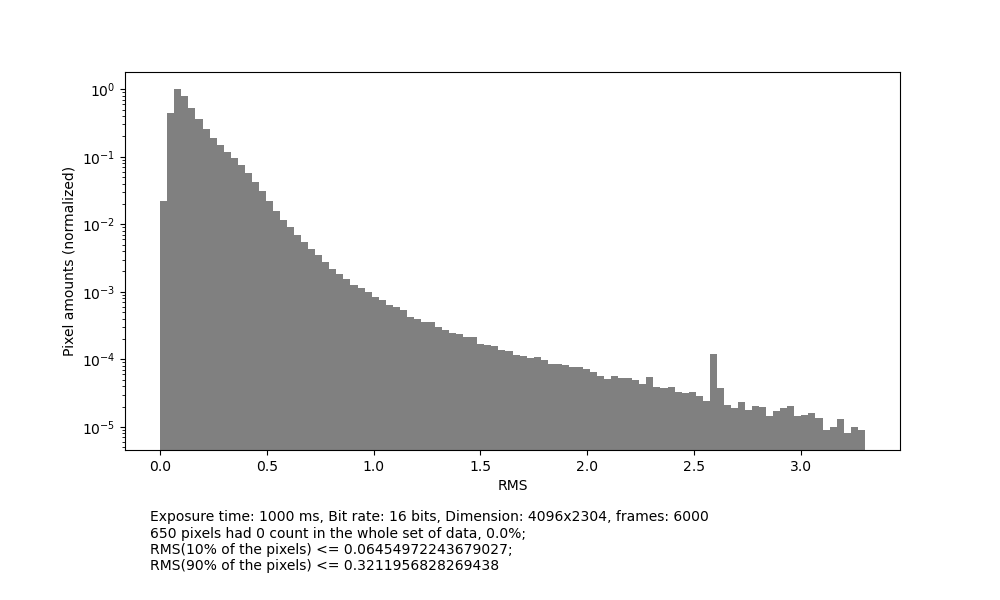 10⁰
10⁻¹
10⁻²
10⁻³
10⁻⁴
10⁻⁵
Pixel amounts (normalized)
0.0 0.5 1.0 1.5 2.0 2.5 3.0
RMS
Exposure time: 1000 ms, Bit rate: 16 bits, Dimension: 4096x2304, frames: 6000
650 pixels had 0 count in the whole set of data, 0.0%;
RMS(10% of the pixels) <= 0.06454972243679027;
RMS(90% of the pixels) <= 0.3211956828269438